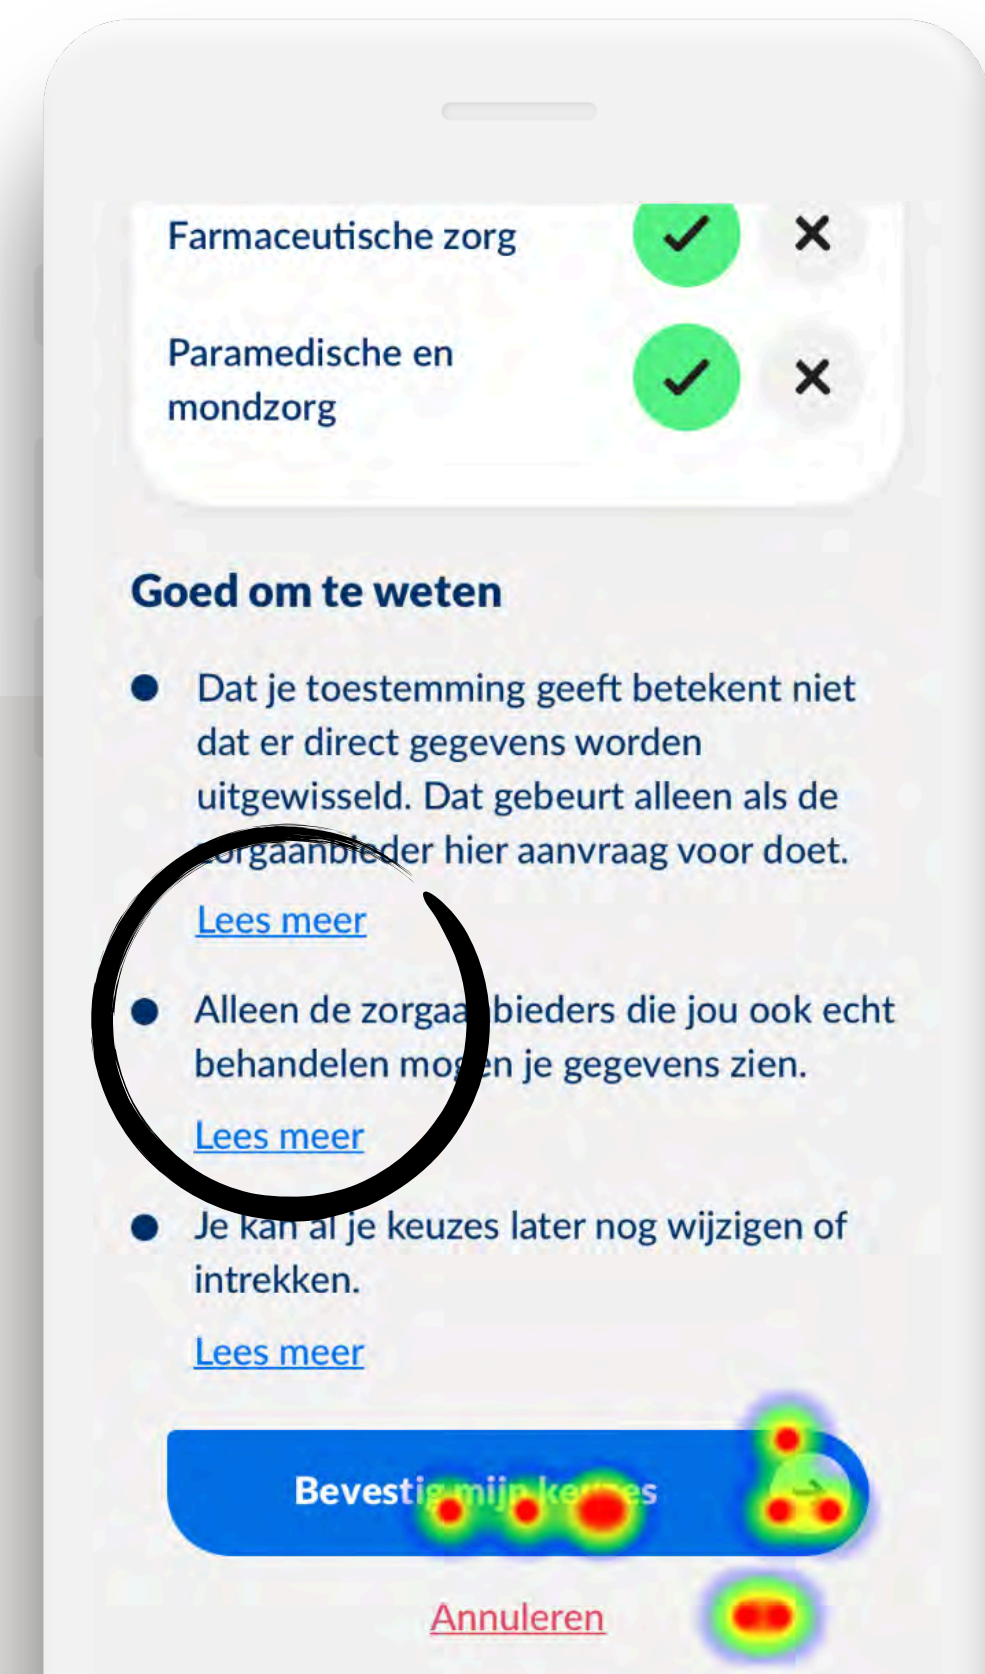 Farmaceutische zorg
Paramedische en
mondzorg
Goed om te weten
Dat je toestemming geeft betekent niet
dat er direct gegevens worden
uitgewisseld. Dat gebeurt alleen als de
zorgaanbieder hier aanvraag voor doet.
Lees meer
Alleen de zorgaanbieders die jou ook echt
behandelen mogen je gegevens zien.
Lees meer
Je kan al je keuzes later nog wijzigen of
intrekken.
Lees meer
Bevestig mijn keuzes
Annuleren